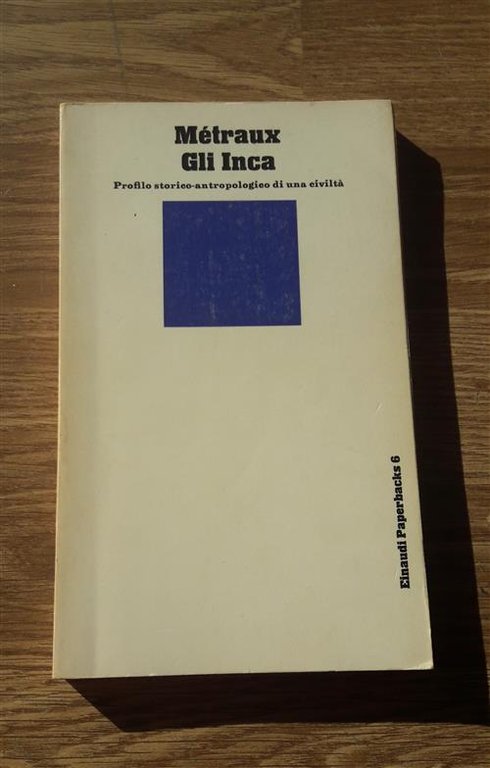 Métraux
Gli Inca
Profilo storico-antropologico di una civiltà
Einaudi Paperbacks 6